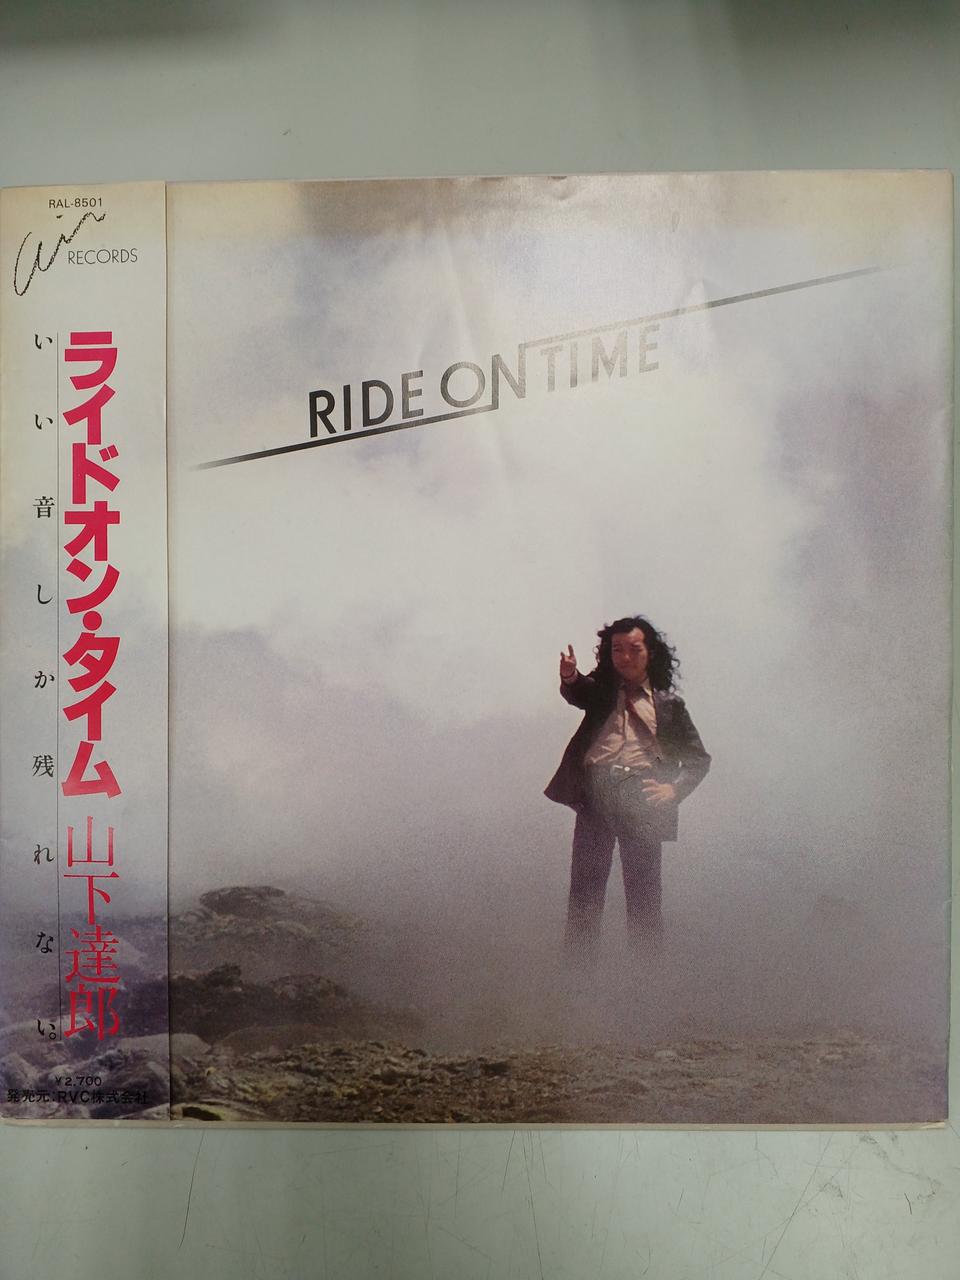 RAL-8501
Air
RECORDS
ライド・オン・タイム
山下達郎
いい音しか残れない。
¥2,700
発売元:RVC株式会社
RIDE ON TIME